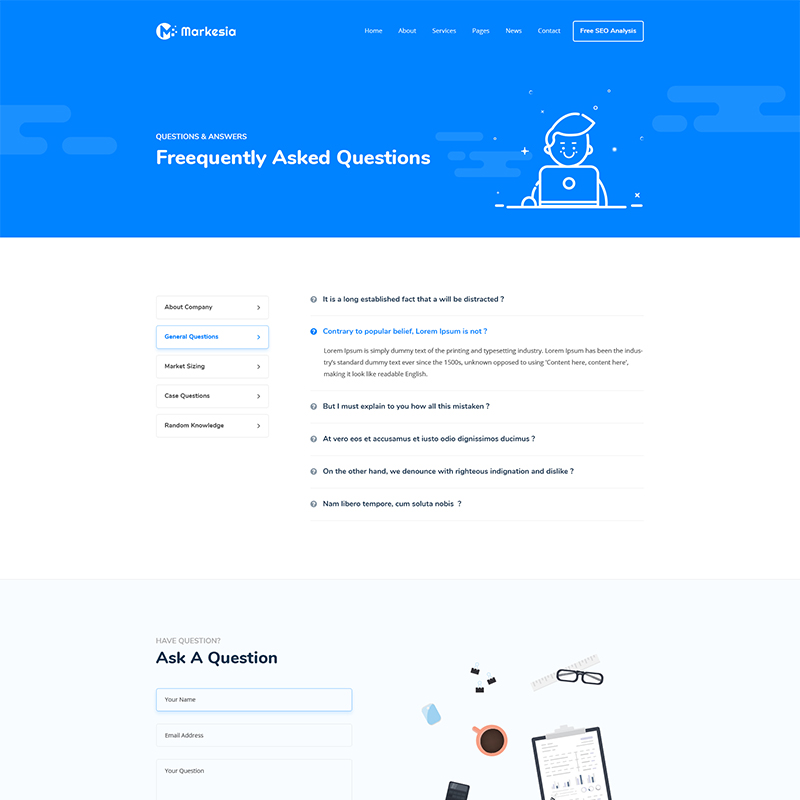 Markesia
Home About Services Pages News Contact Free SEO Analysis
QUESTIONS & ANSWERS
Freequently Asked Questions
About Company
General Questions
Market Sizing
Case Questions
Random Knowledge
It is a long established fact that a will be distracted ?
Contrary to popular belief, Lorem Ipsum is not ?
Lorem Ipsum is simply dummy text of the printing and typesetting industry. Lorem Ipsum has been the indus-
try's standard dummy text ever since the 1500s, unknown opposed to using 'Content here, content here',
making it look like readable English.
But I must explain to you how all this mistaken ?
At vero eos et accusamus et iusto odio dignissimos ducimus ?
On the other hand, we denounce with righteous indignation and dislike ?
Nam libero tempore, cum soluta nobis ?
HAVE QUESTION?
Ask A Question
Your Name
Email Address
Your Question